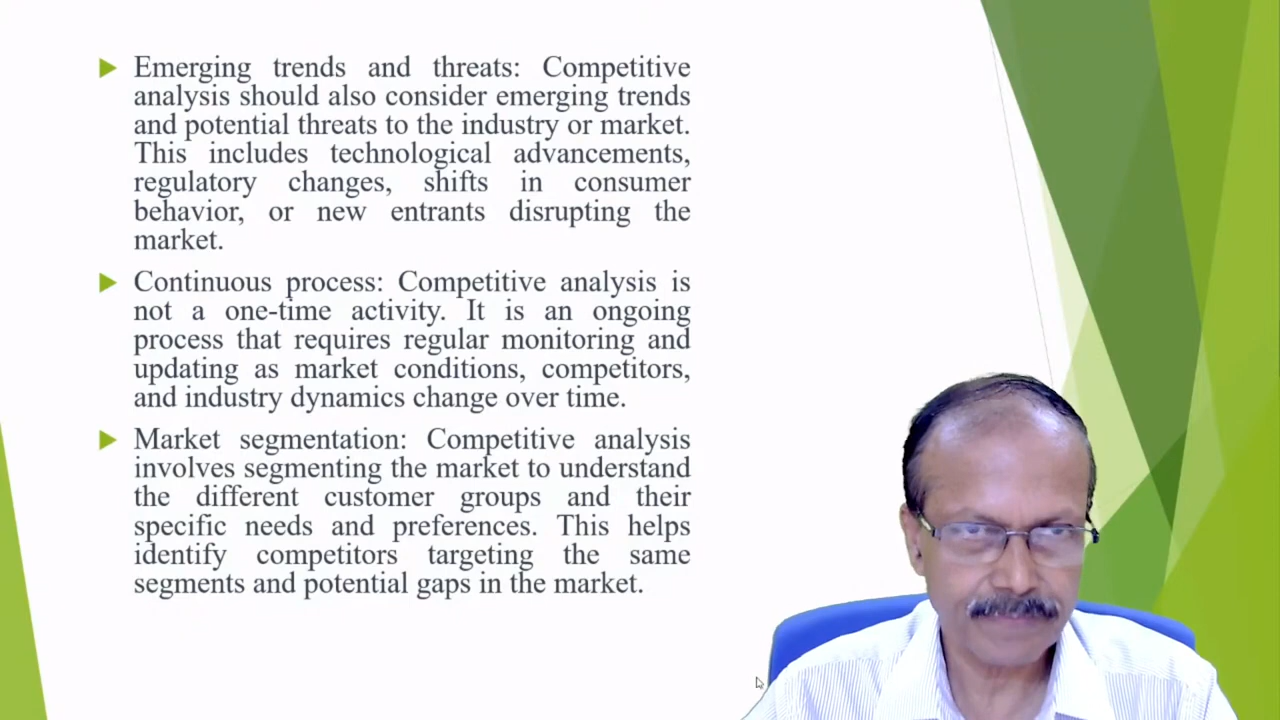 Emerging trends and threats: Competitive
analysis should also consider emerging trends
and potential threats to the industry or market.
This includes technological advancements,
regulatory changes, shifts in consumer
behavior, or new entrants disrupting the
market.
Continuous process: Competitive analysis is
not a one-time activity. It is an ongoing
process that requires regular monitoring and
updating as market conditions, competitors,
and industry dynamics change over time.
Market segmentation: Competitive analysis
involves segmenting the market to understand
the different customer groups and their
specific needs and preferences. This helps
identify competitors targeting the same
segments and potential gaps in the market.